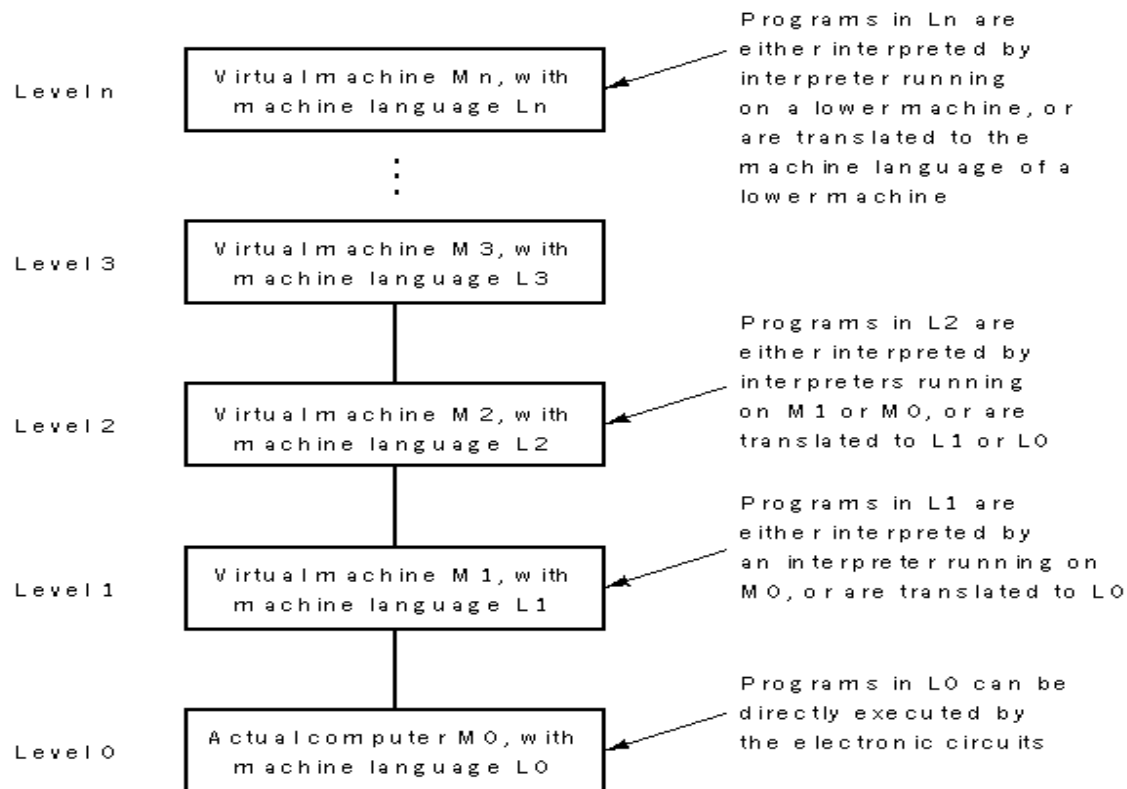 Programs in Ln are
either interpreted by
interpreter running
on a lower machine, or
are translated to the
machine language of a
lower machine
Level n
Virtual machine Mn, with
machine language Ln
Level 3
Virtual machine M3, with
machine language L3
Programs in L2 are
either interpreted by
interpreters running
on M1 or M0, or are
translated to L1 or L0
Level 2
Virtual machine M2, with
machine language L2
Programs in L1 are
either interpreted by
an interpreter running on
M0, or are translated to L0
Level 1
Virtual machine M1, with
machine language L1
Programs in L0 can be
directly executed by
the electronic circuits
Level 0
Actual computer M0, with
machine language L0